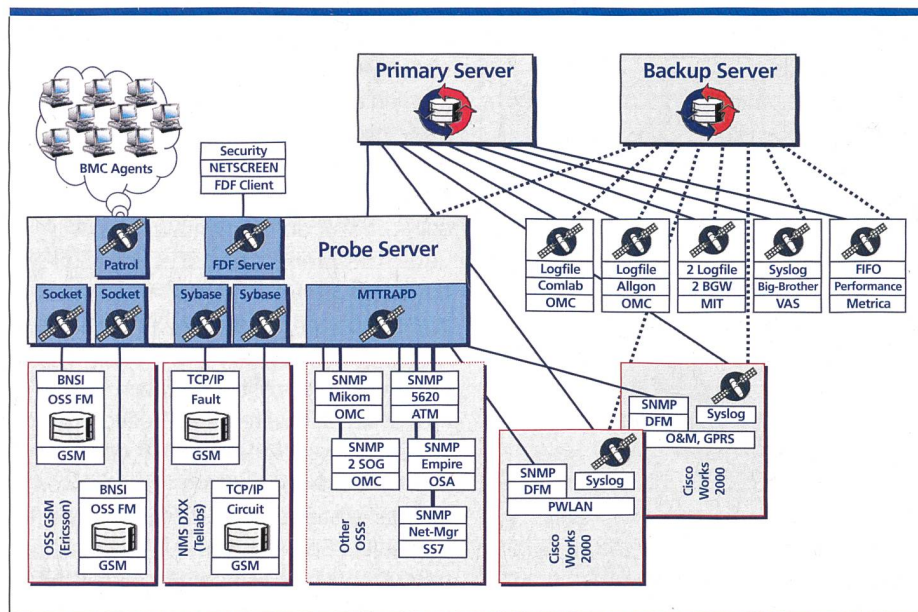 Primary Server
Backup Server
BMC Agents
Security
NETSCREEN
FDF Client
Patrol
FDF Server
Probe Server
Socket
Socket
Sybase
Sybase
MTTRAPD
Logfile
Comlab
OMC
Logfile
Allgon
OMC
2 Logfile
2 BGW
MIT
Syslog
Big-Brother
VAS
FIFO
Performance
Metrica
OSS GSM
(Ericsson)
BNSI
OSS FM
GSM
BNSI
OSS FM
GSM
NMS DXX
(Tellabs)
TCP/IP
Fault
GSM
TCP/IP
Circuit
GSM
Other
OSSs
SNMP
Mikom
OMC
SNMP
5620
ATM
SNMP
2 SOG
OMC
SNMP
Empire
OSA
SNMP
Net-Mgr
SS7
SNMP
DFM
Syslog
PWLAN
Cisco
Works
2000
SNMP
DFM
Syslog
O&M, GPRS
Cisco
Works
2000